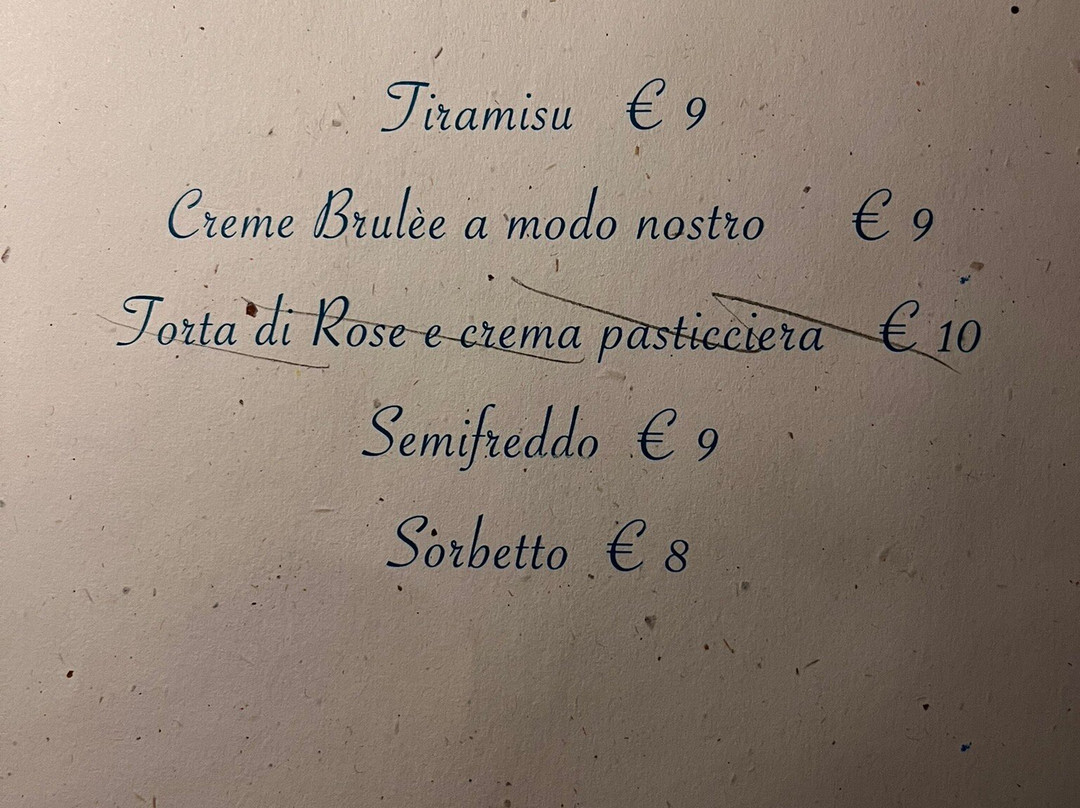 Tiramisu € 9
Creme Brulèe a modo nostro € 9
Torta di Rose e crema pasticciera € 10
Semifreddo € 9
Sorbetto € 8